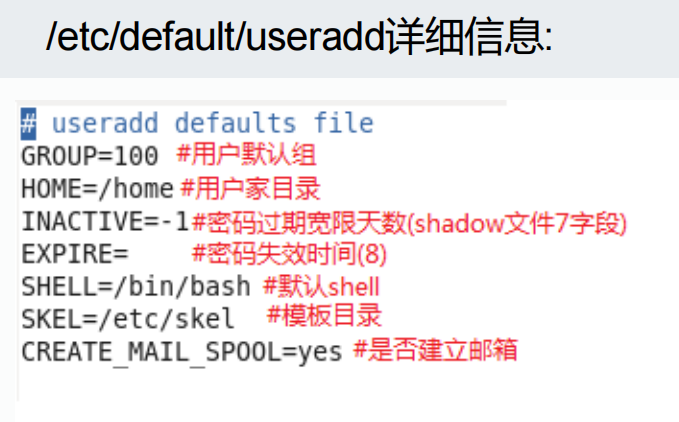 /etc/default/useradd详细信息:
# useradd defaults file
GROUP=100 #用户默认组
HOME=/home #用户家目录
INACTIVE=-1#密码过期宽限天数(shadow文件7字段)
EXPIRE= #密码失效时间(8)
SHELL=/bin/bash #默认shell
SKEL=/etc/skel #模板目录
CREATE_MAIL_SPOOL=yes #是否建立邮箱